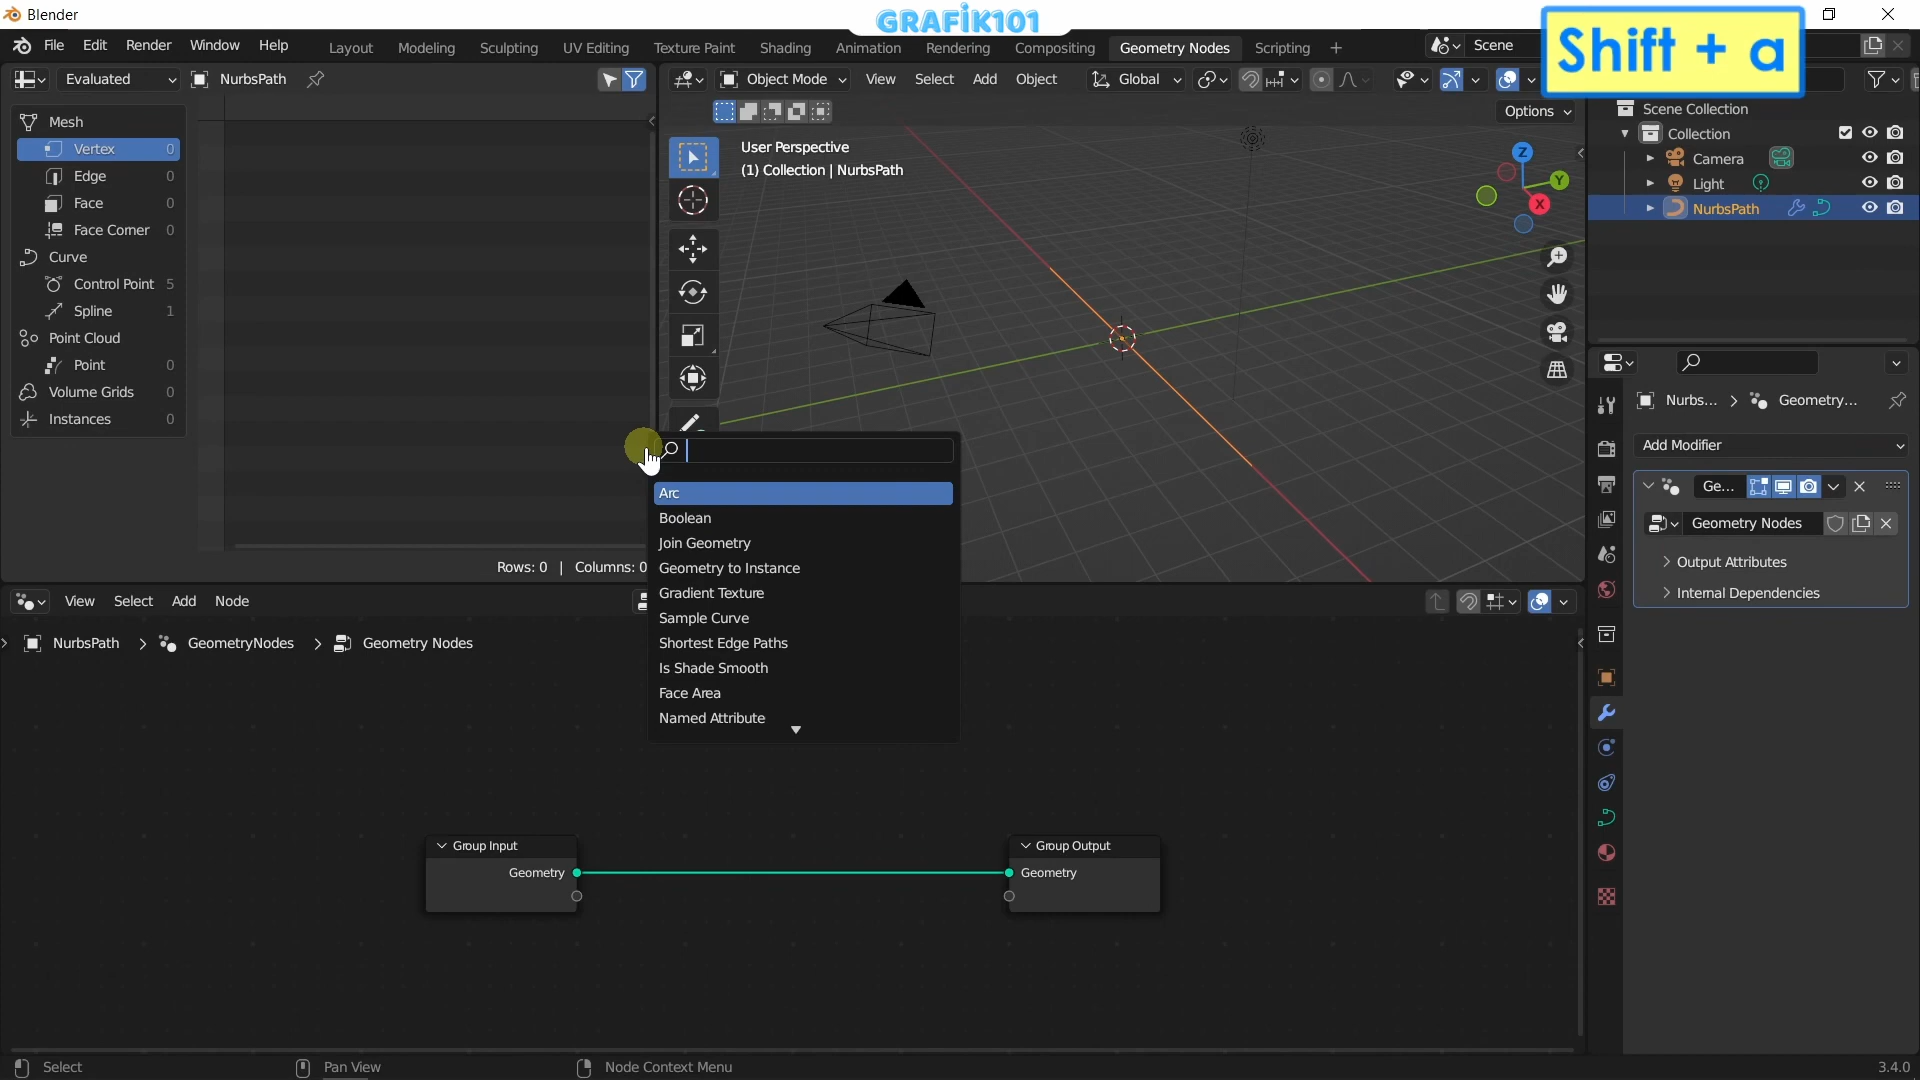 Blender
GRAFİK101
Shift + a
File Edit Render Window Help
Layout Modeling Sculpting UV Editing Texture Paint Shading Animation Rendering Compositing Geometry Nodes Scripting +
Scene
Evaluated
NurbsPath
Object Mode View Select Add Object
Global
Options
Mesh
Vertex 0
Edge 0
Face 0
Face Corner 0
Curve
Control Point 5
Spline 1
Point Cloud
Point 0
Volume Grids 0
Instances 0
Rows: 0 | Columns: 0
User Perspective
(1) Collection | NurbsPath
Z
Y
X
Scene Collection
Collection
Camera
Light
NurbsPath
Nurbs... > Geometry...
Add Modifier
Ge...
Geometry Nodes
Output Attributes
Internal Dependencies
Arc
Boolean
Join Geometry
Geometry to Instance
Gradient Texture
Sample Curve
Shortest Edge Paths
Is Shade Smooth
Face Area
Named Attribute
View Select Add Node
NurbsPath > GeometryNodes > Geometry Nodes
Group Input
Geometry
Group Output
Geometry
Select
Pan View
Node Context Menu
3.4.0